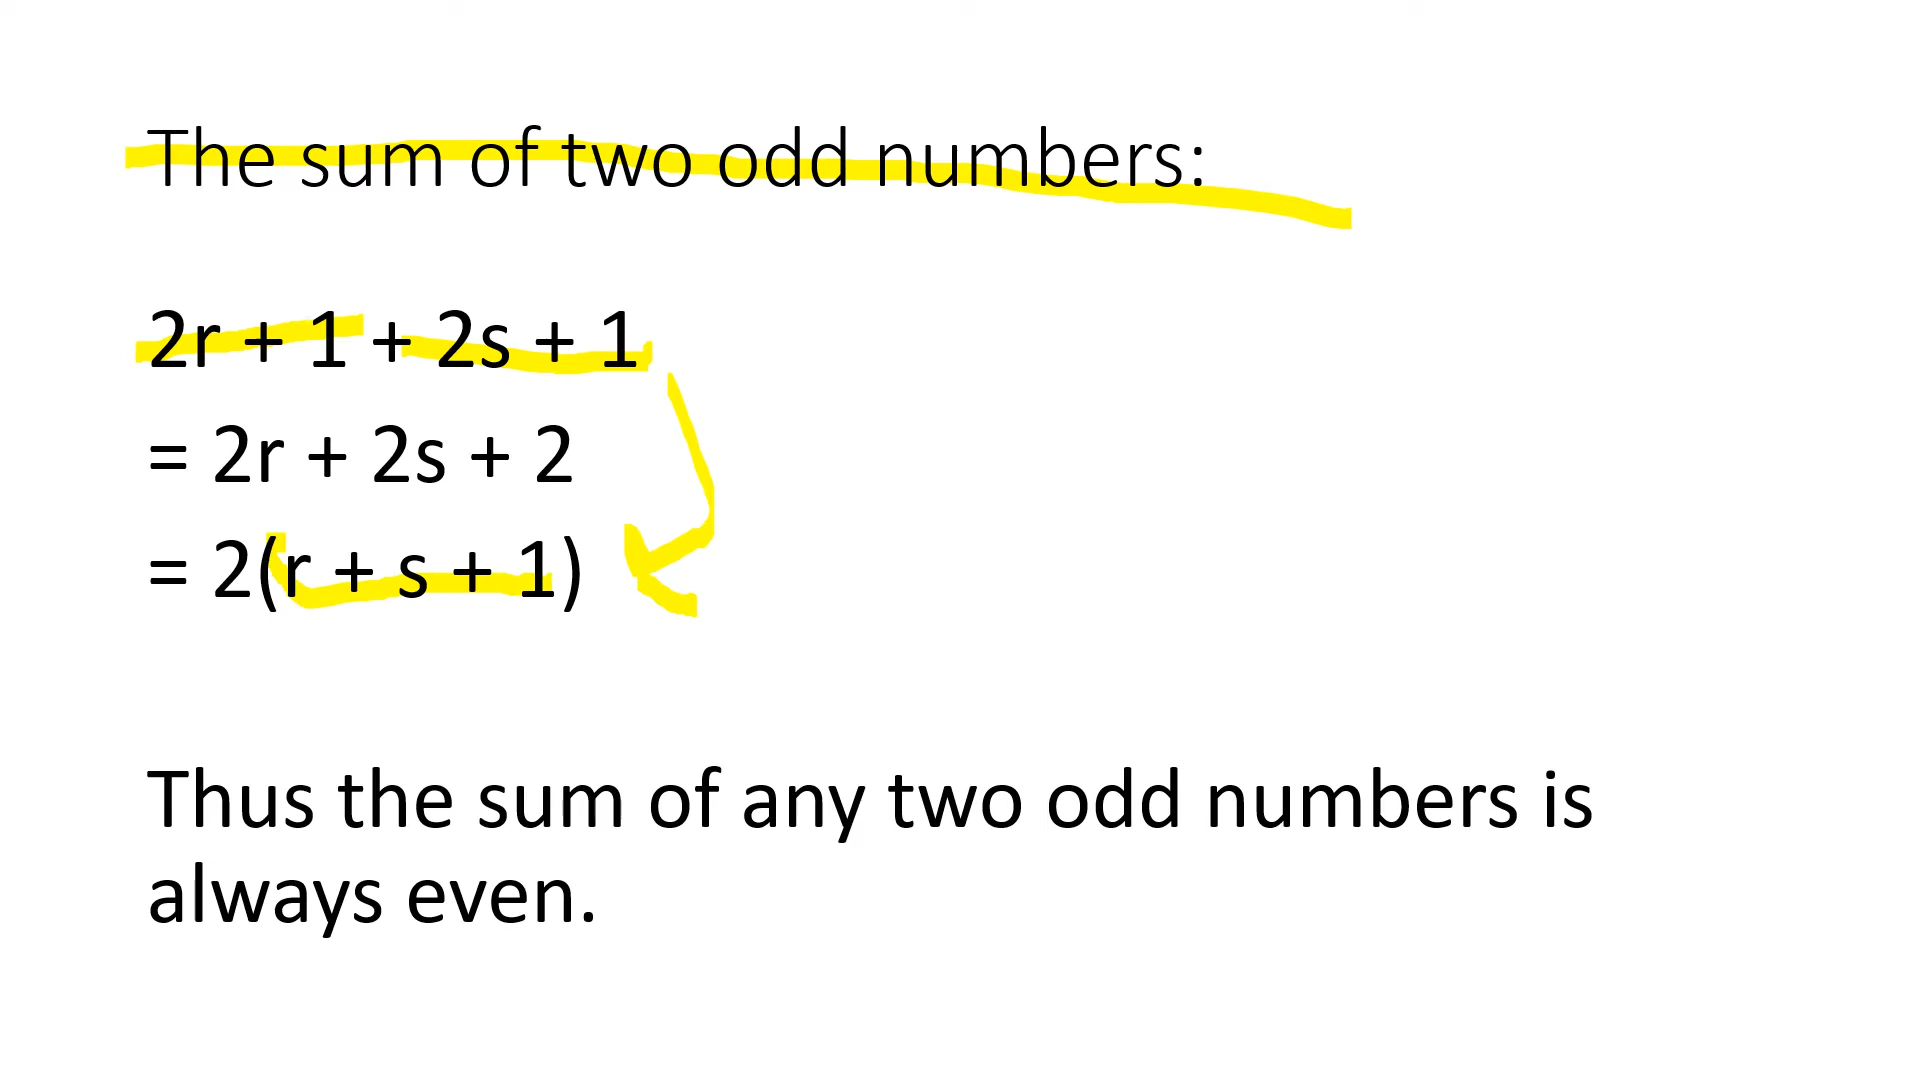 The sum of two odd numbers:
2r + 1 + 2s + 1
= 2r + 2s + 2
= 2(r + s + 1)
Thus the sum of any two odd numbers is
always even.